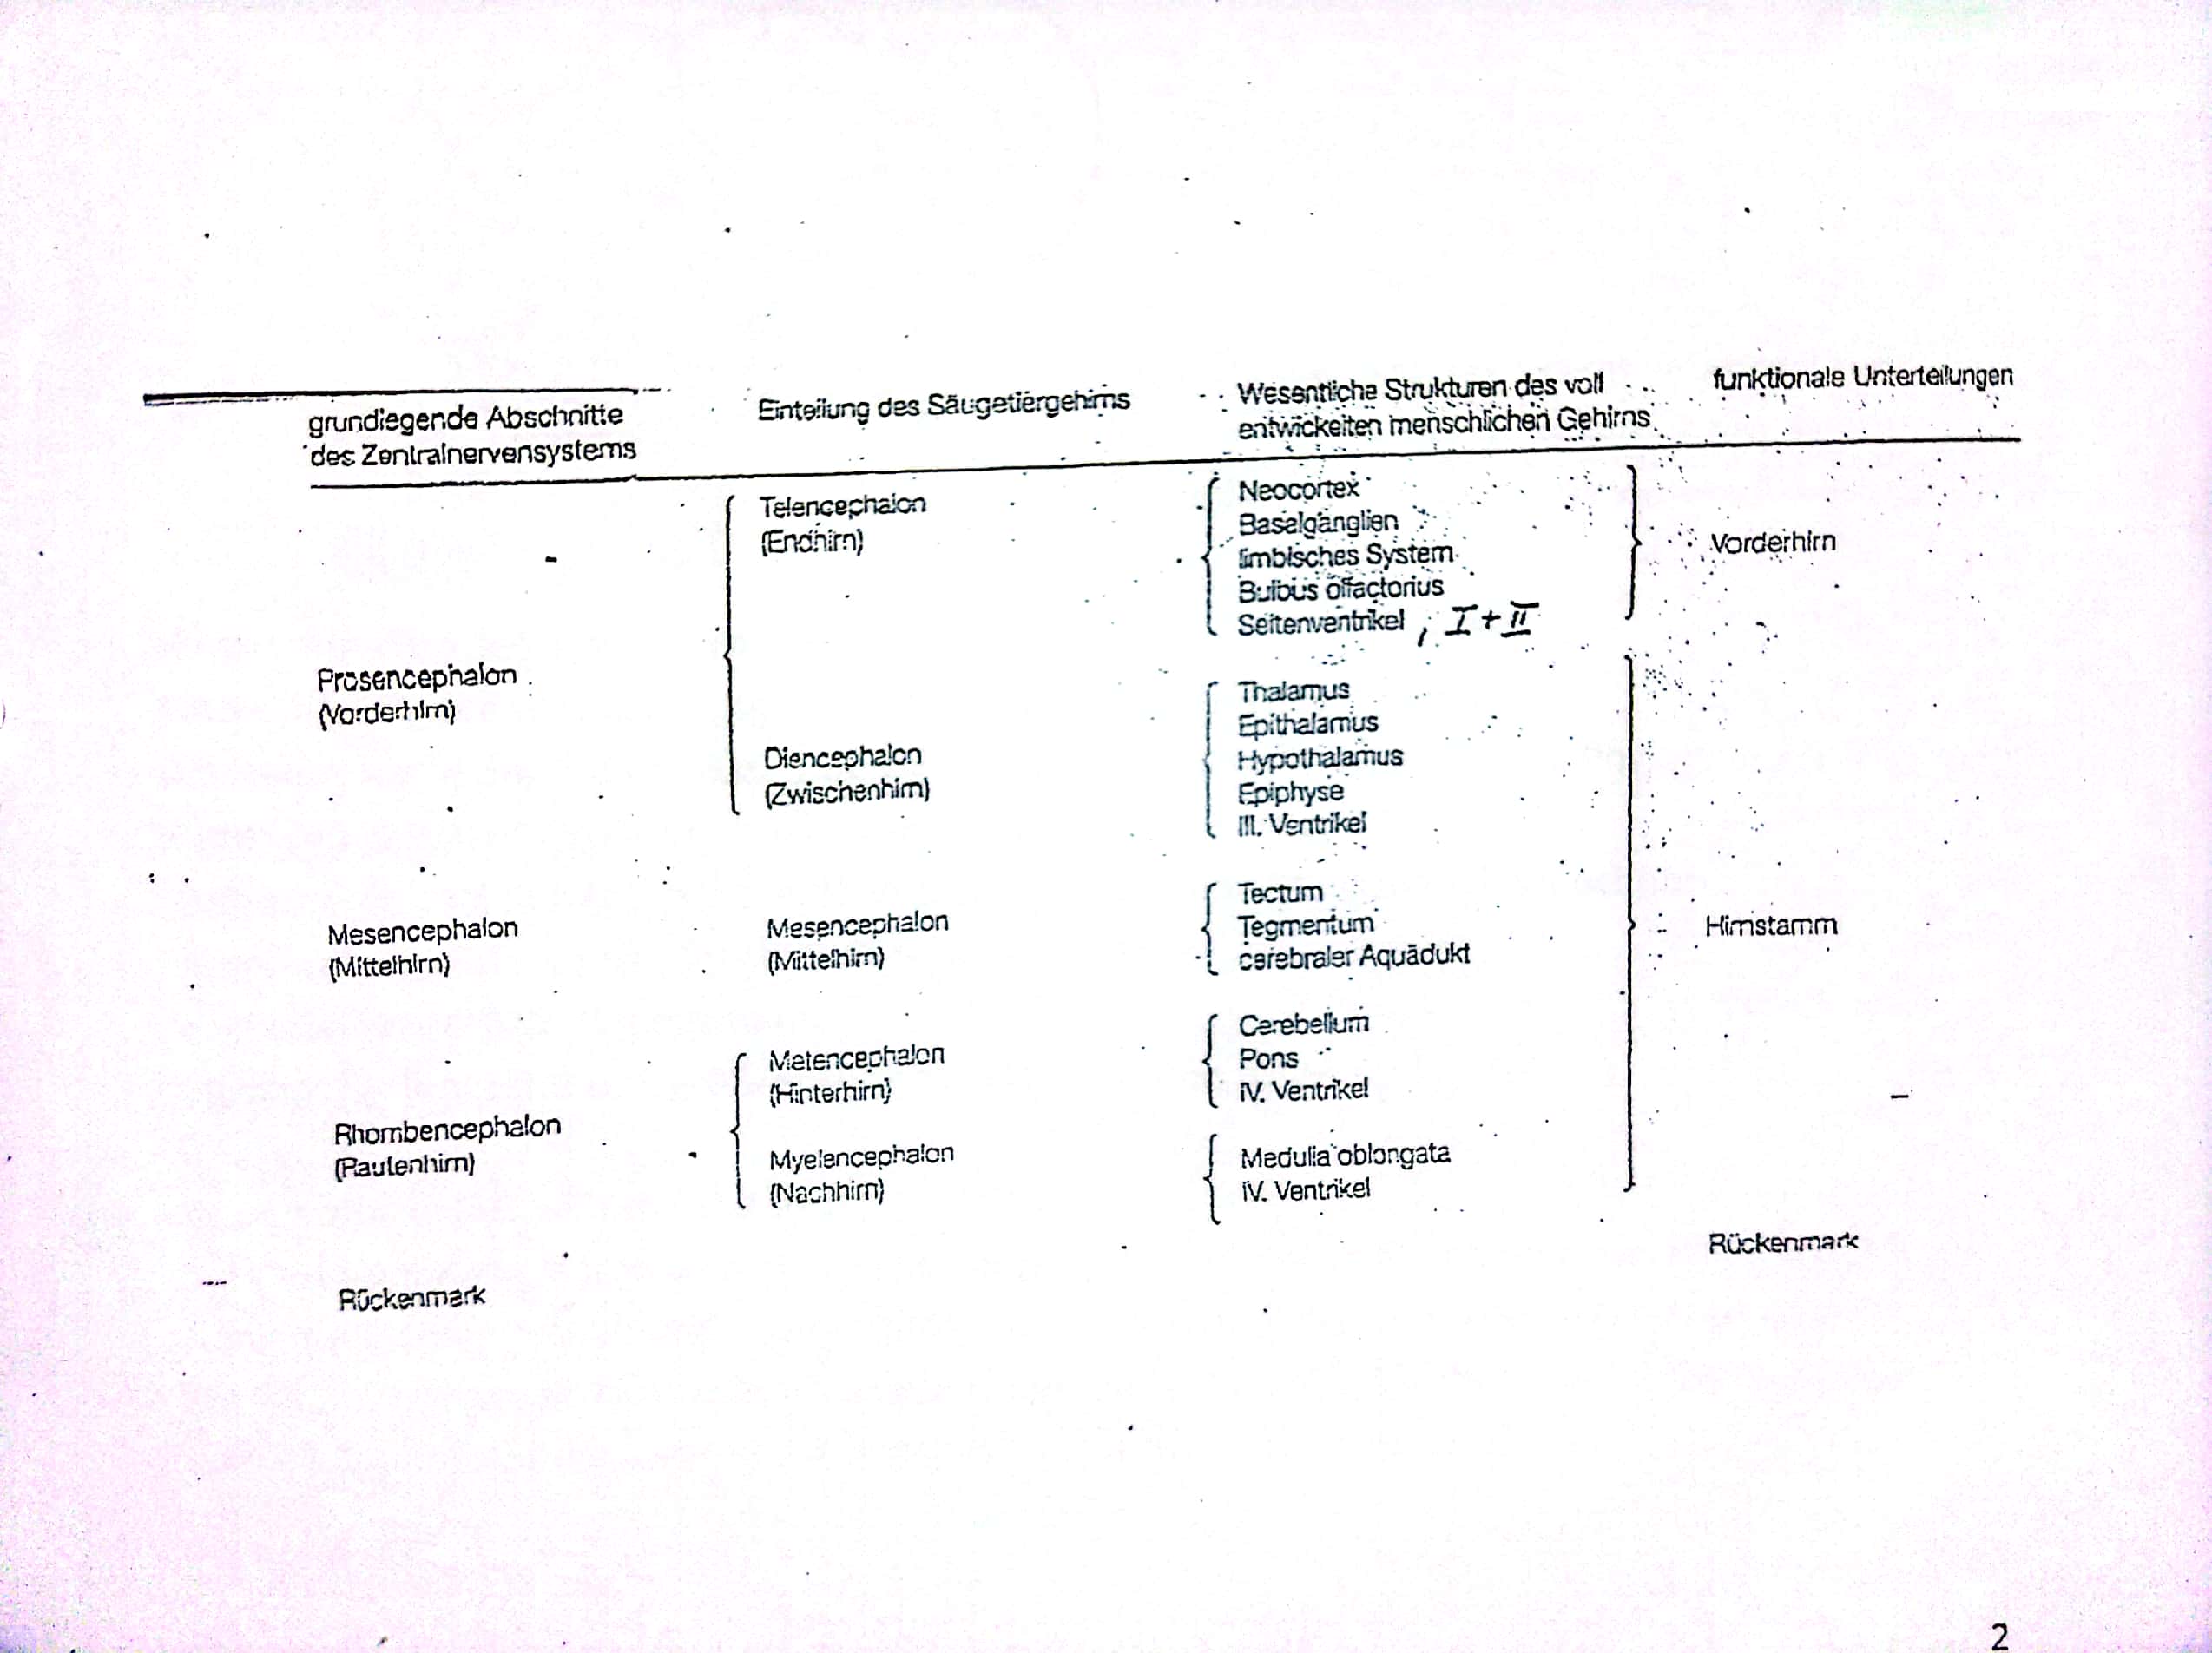 grundlegende Abschnitte
des Zentralnervensystems
Einteilung des Säugetiergehirns
Wesentliche Strukturen des voll
entwickelten menschlichen Gehirns
funktionale Unterteilungen
Prosencephalon
(Vorderhirn)
Telencephalon
(Endhirn)
Neocortex
Basalganglien
limbisches System
Bulbus olfactorius
Seitenventrikel, I + II
Vorderhirn
Diencephalon
(Zwischenhirn)
Thalamus
Epithalamus
Hypothalamus
Epiphyse
III. Ventrikel
Mesencephalon
(Mittelhirn)
Mesencephalon
(Mittelhirn)
Tectum
Tegmentum
cerebraler Aquädukt
Hirnstamm
Rhombencephalon
(Rautenhirn)
Metencephalon
(Hinterhirn)
Cerebellum
Pons
IV. Ventrikel
Myelencephalon
(Nachhirn)
Medulla oblongata
IV. Ventrikel
Rückenmark
Rückenmark
2